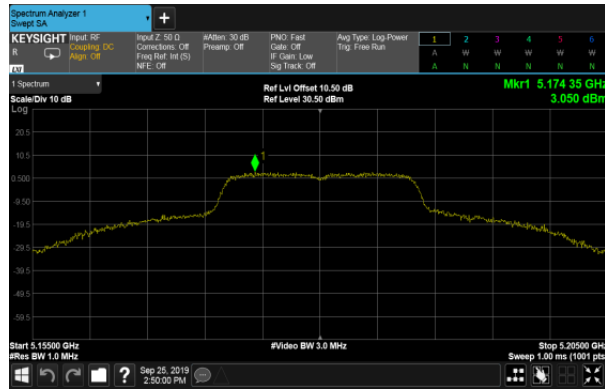 Spectrum Analyzer 1
Swept SA
KEYSIGHT Input: RF Input Z: 50 Ω #Atten: 30 dB PNO: Fast Avg Type: Log-Power 1 2 3 4 5 6
R Coupling: DC Corrections: Off Preamp: Off Gate: Off Trig: Free Run A W W W W W
Align: Off Freq Ref: Int (S) IF Gain: Low
LXI NFE: Off Sig Track: Off A N N N N N
1 Spectrum Ref Lvl Offset 10.50 dB Mkr1 5.174 35 GHz
Scale/Div 10 dB Ref Level 30.50 dBm 3.050 dBm
Log
20.5
10.5
1
0.500
-9.50
-19.5
-29.5
-39.5
-49.5
-59.5
Start 5.15500 GHz #Video BW 3.0 MHz Stop 5.20500 GHz
#Res BW 1.0 MHz Sweep 1.00 ms (1001 pts)
? Sep 25, 2019
2:50:00 PM